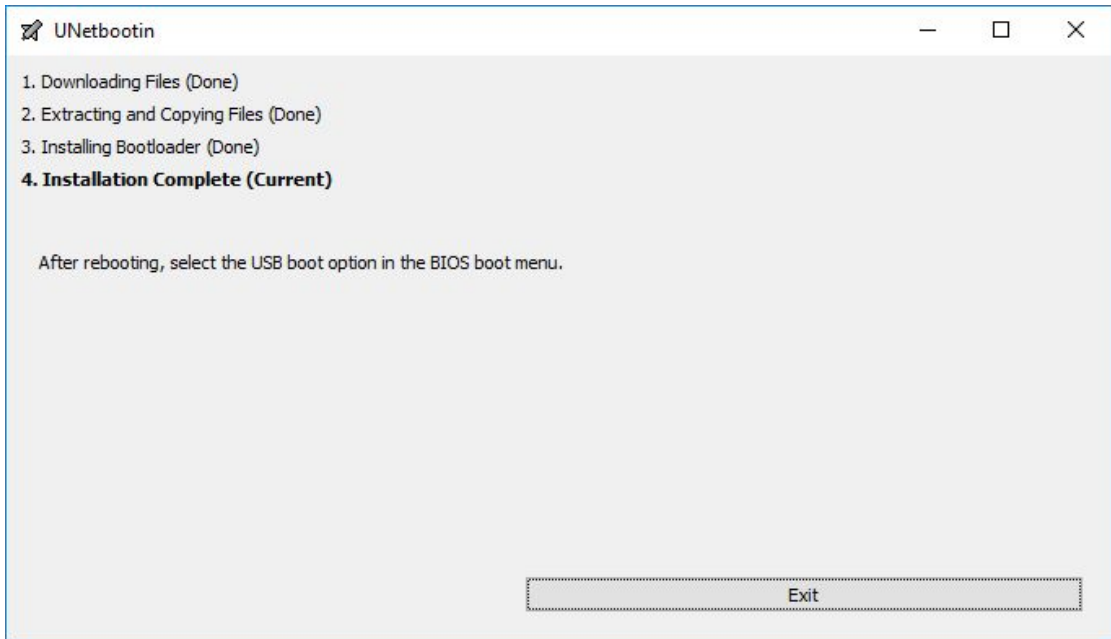 UNetbootin
1. Downloading Files (Done)
2. Extracting and Copying Files (Done)
3. Installing Bootloader (Done)
4. Installation Complete (Current)
After rebooting, select the USB boot option in the BIOS boot menu.
Exit